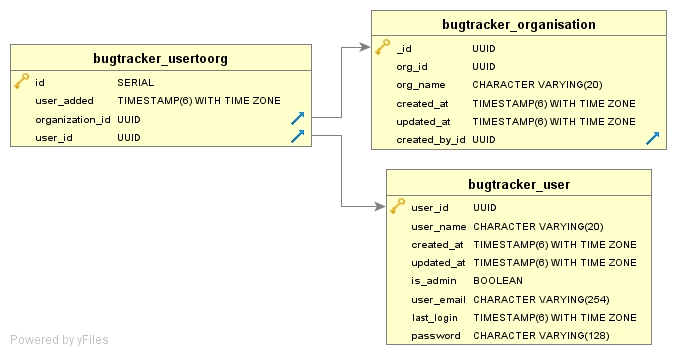 bugtracker_usertoorg
id SERIAL
user_added TIMESTAMP(6) WITH TIME ZONE
organization_id UUID
user_id UUID
bugtracker_organisation
_id UUID
org_id UUID
org_name CHARACTER VARYING(20)
created_at TIMESTAMP(6) WITH TIME ZONE
updated_at TIMESTAMP(6) WITH TIME ZONE
created_by_id UUID
bugtracker_user
user_id UUID
user_name CHARACTER VARYING(20)
created_at TIMESTAMP(6) WITH TIME ZONE
updated_at TIMESTAMP(6) WITH TIME ZONE
is_admin BOOLEAN
user_email CHARACTER VARYING(254)
last_login TIMESTAMP(6) WITH TIME ZONE
password CHARACTER VARYING(128)
Powered by yFiles